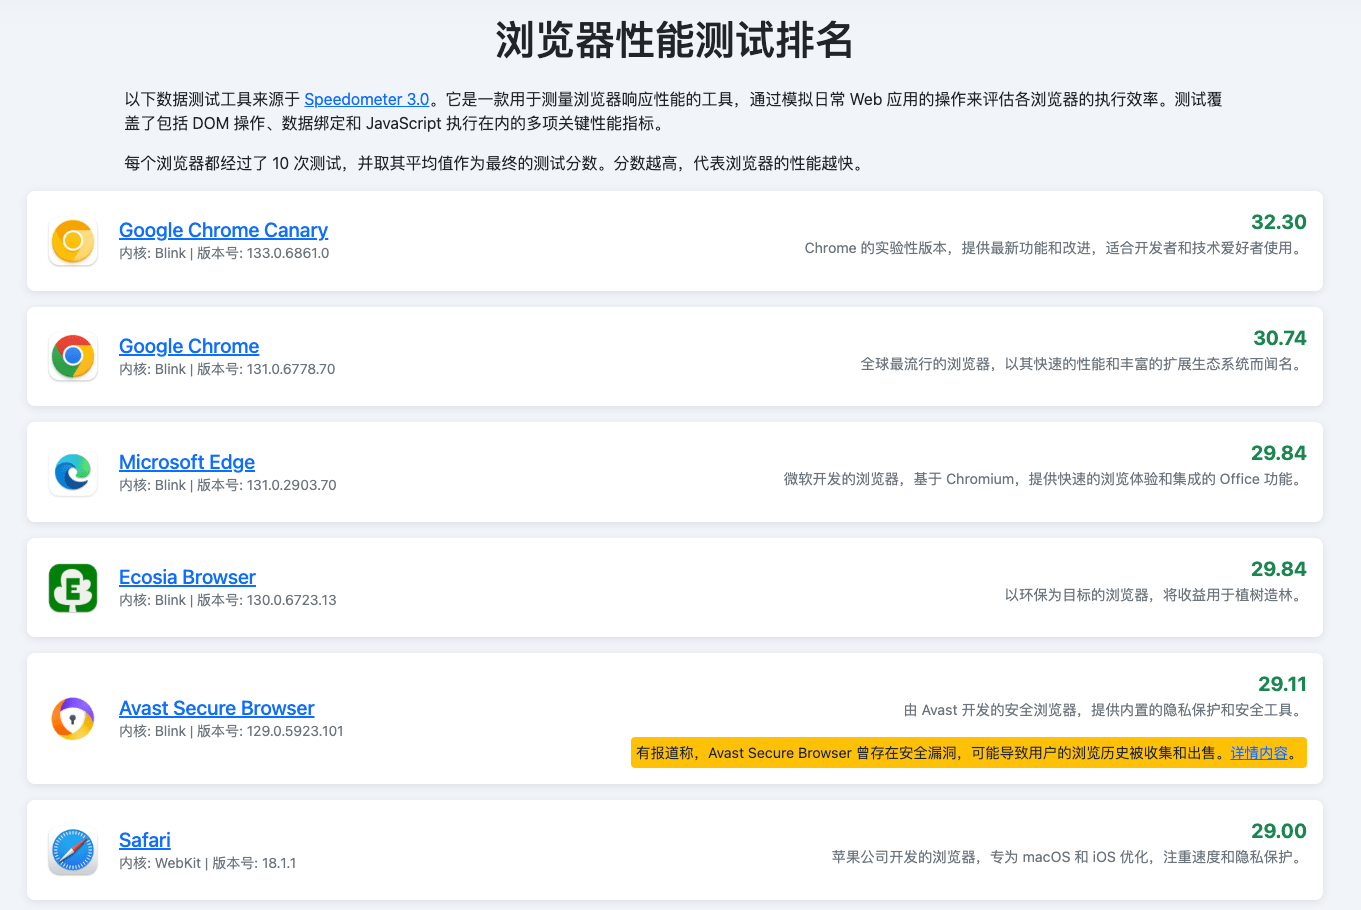 浏览器性能测试排名
以下数据测试工具来源于 Speedometer 3.0。它是一款用于测量浏览器响应性能的工具，通过模拟日常 Web 应用的操作来评估各浏览器的执行效率。测试覆
盖了包括 DOM 操作、数据绑定和 JavaScript 执行在内的多项关键性能指标。
每个浏览器都经过了 10 次测试，并取其平均值作为最终的测试分数。分数越高，代表浏览器的性能越快。
Google Chrome Canary
内核: Blink | 版本号: 133.0.6861.0
32.30
Chrome 的实验性版本，提供最新功能和改进，适合开发者和技术爱好者使用。
Google Chrome
内核: Blink | 版本号: 131.0.6778.70
30.74
全球最流行的浏览器，以其快速的性能和丰富的扩展生态系统而闻名。
Microsoft Edge
内核: Blink | 版本号: 131.0.2903.70
29.84
微软开发的浏览器，基于 Chromium，提供快速的浏览体验和集成的 Office 功能。
E
Ecosia Browser
内核: Blink | 版本号: 130.0.6723.13
29.84
以环保为目标的浏览器，将收益用于植树造林。
Avast Secure Browser
内核: Blink | 版本号: 129.0.5923.101
29.11
由 Avast 开发的安全浏览器，提供内置的隐私保护和安全工具。
有报道称，Avast Secure Browser 曾存在安全漏洞，可能导致用户的浏览历史被收集和出售。详情内容。
Safari
内核: WebKit | 版本号: 18.1.1
29.00
苹果公司开发的浏览器，专为 macOS 和 iOS 优化，注重速度和隐私保护。